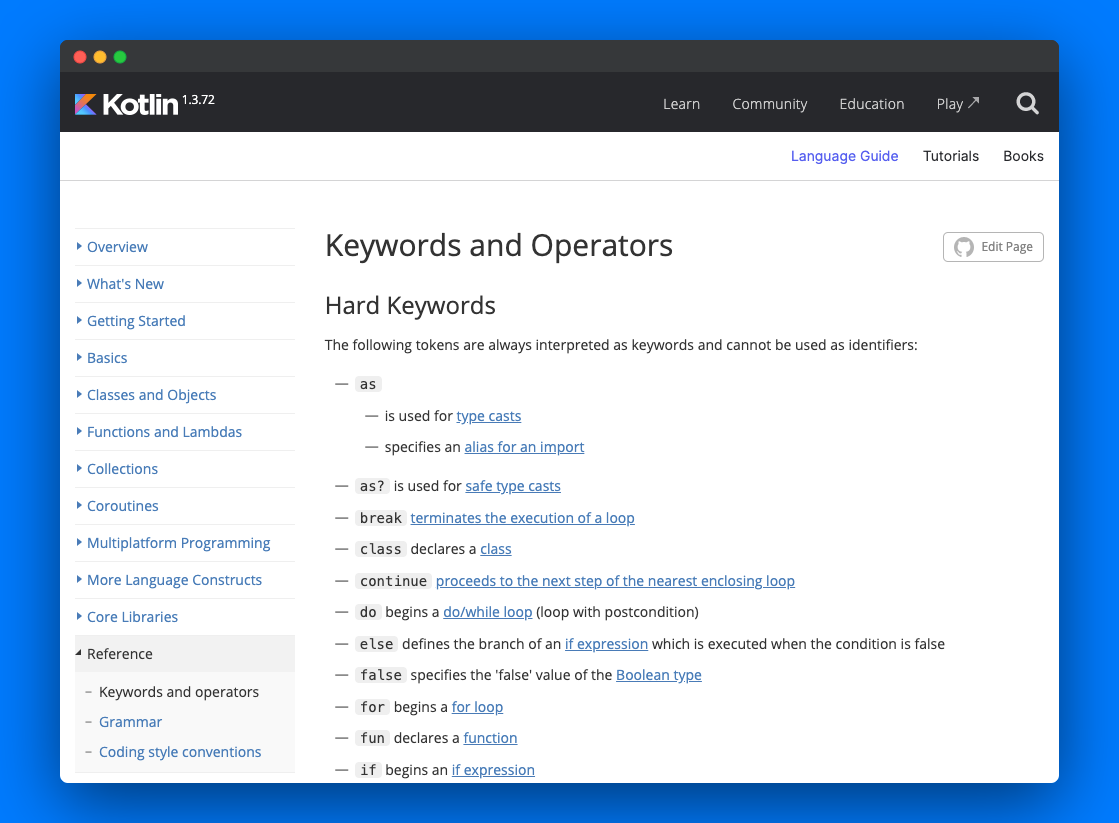 Kotlin 1.3.72
Learn Community Education Play ↗
Language Guide Tutorials Books
Overview
What's New
Getting Started
Basics
Classes and Objects
Functions and Lambdas
Collections
Coroutines
Multiplatform Programming
More Language Constructs
Core Libraries
Reference
– Keywords and operators
– Grammar
– Coding style conventions
Keywords and Operators
Edit Page
Hard Keywords
The following tokens are always interpreted as keywords and cannot be used as identifiers:
— as
— is used for type casts
— specifies an alias for an import
— as? is used for safe type casts
— break terminates the execution of a loop
— class declares a class
— continue proceeds to the next step of the nearest enclosing loop
— do begins a do/while loop (loop with postcondition)
— else defines the branch of an if expression which is executed when the condition is false
— false specifies the 'false' value of the Boolean type
— for begins a for loop
— fun declares a function
— if begins an if expression